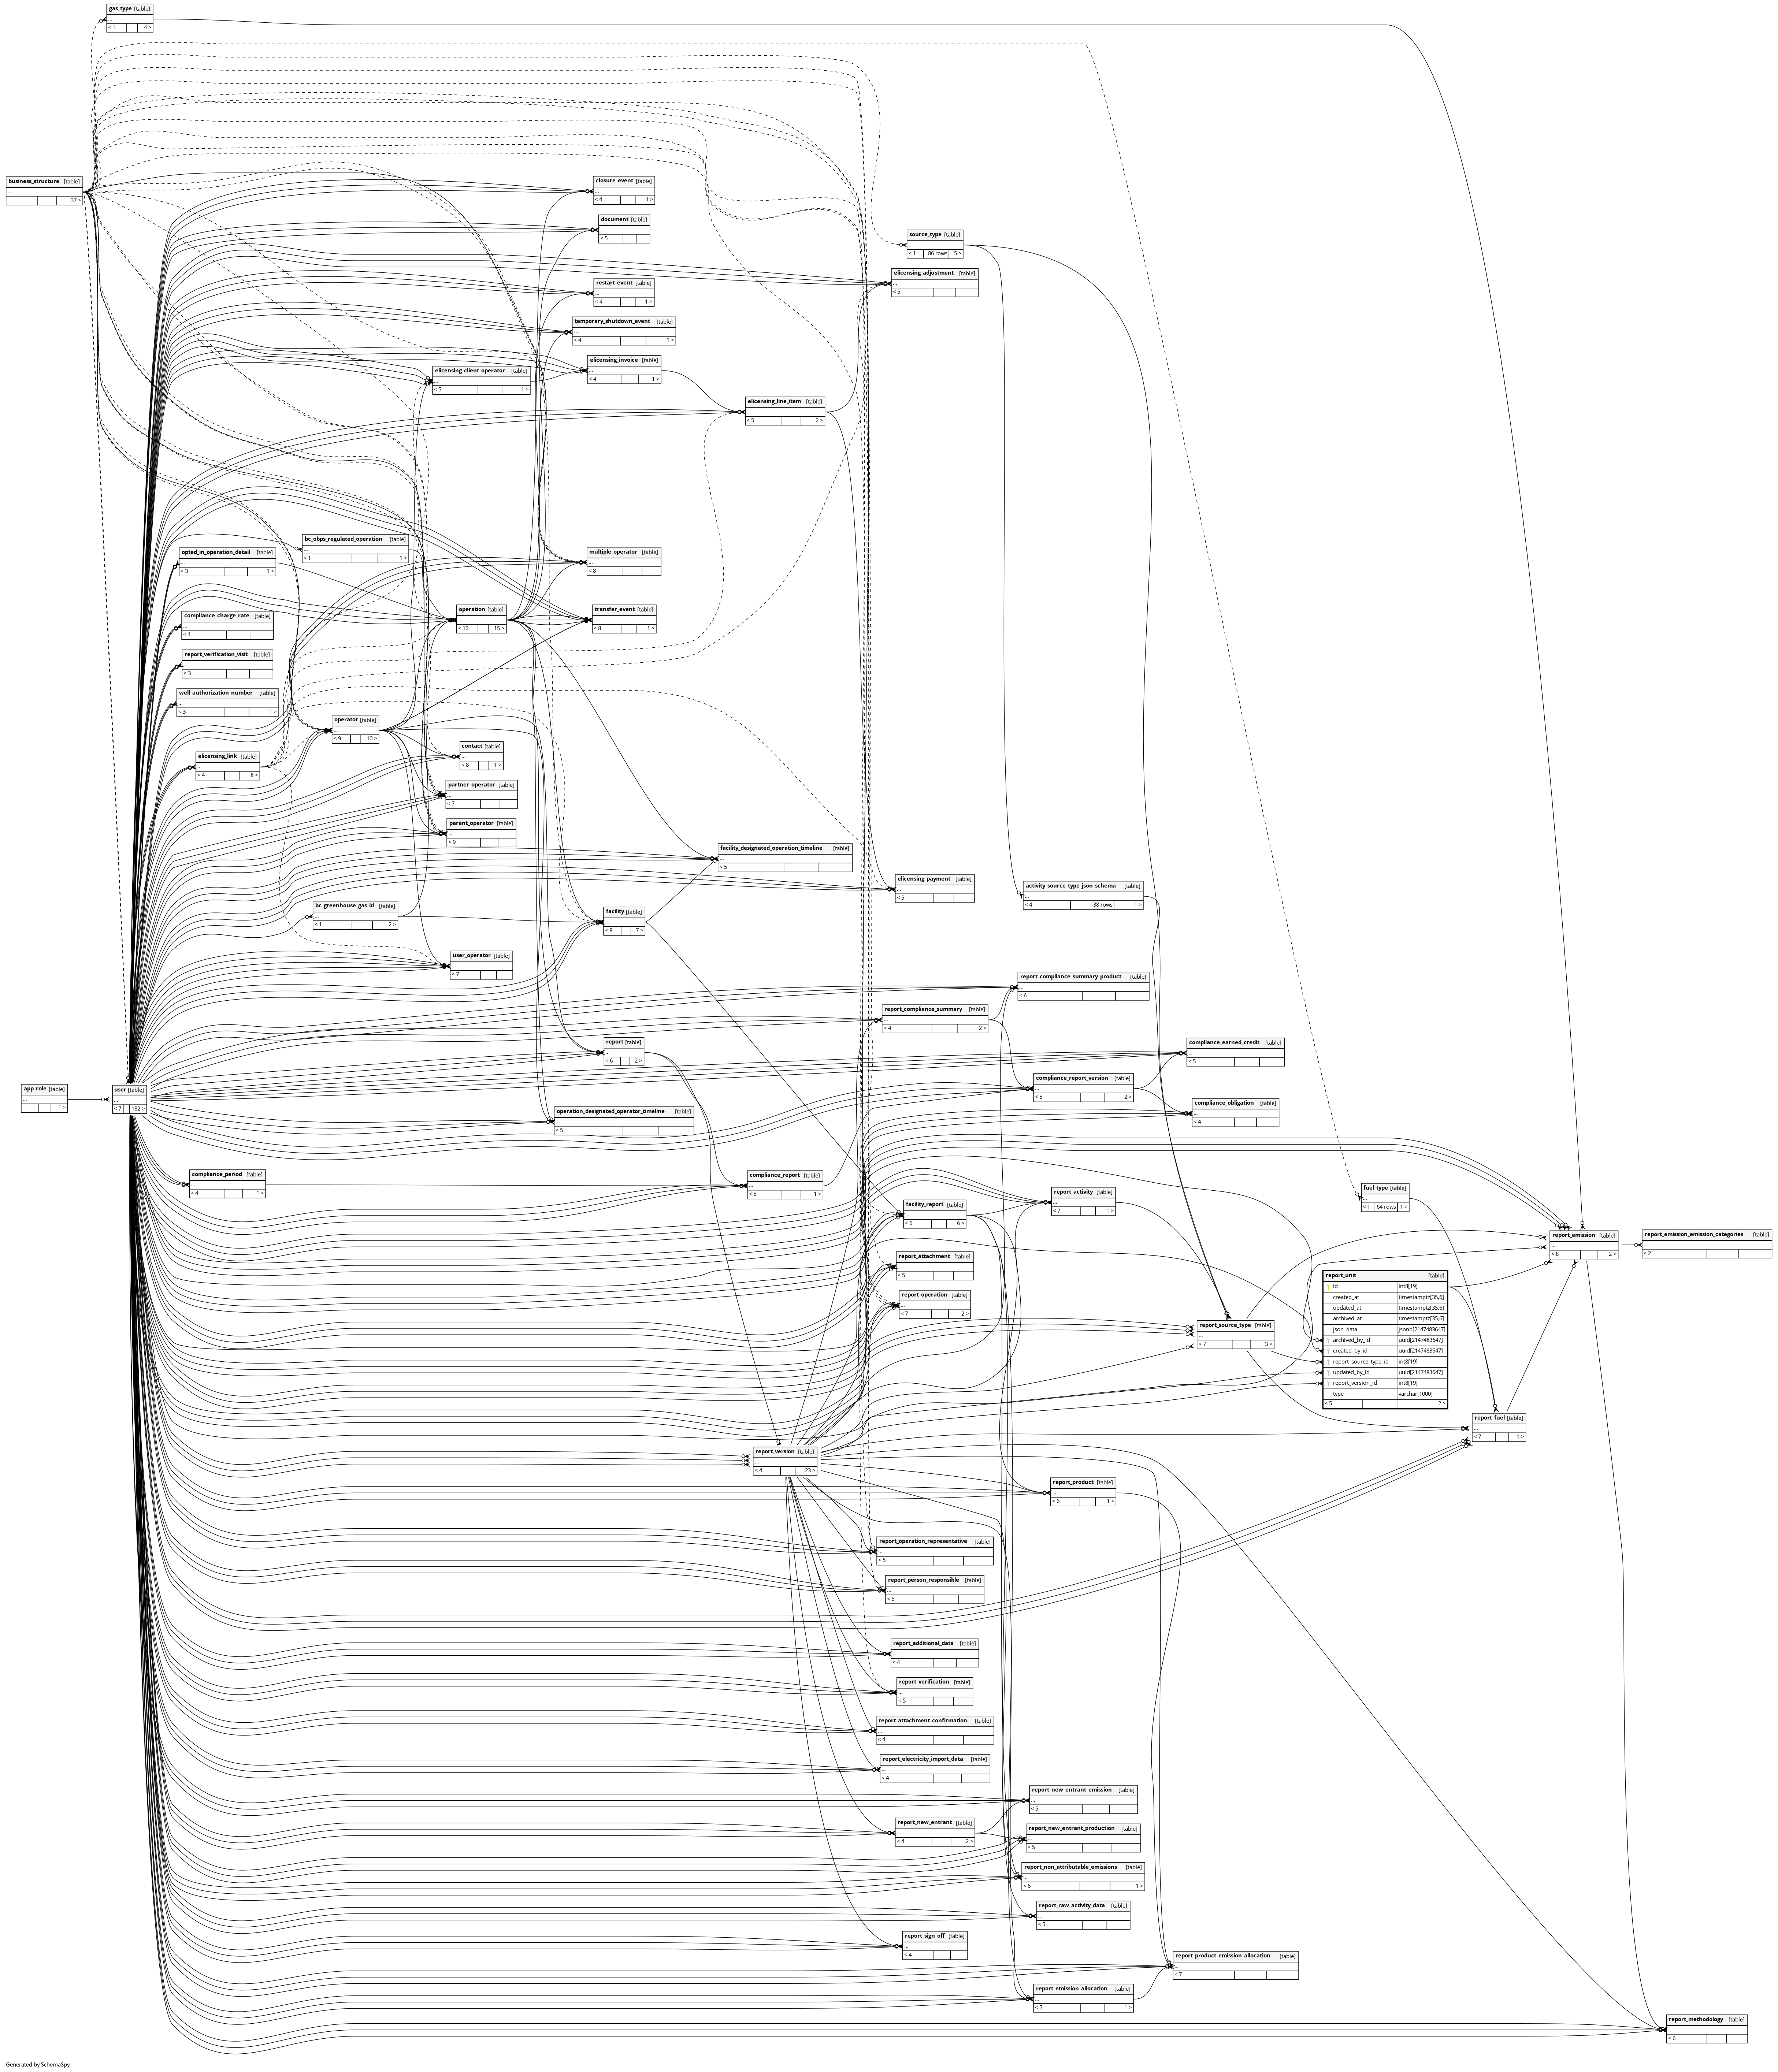 gas_type [table]
...
< 1 4 >
business_structure [table]
...
37 >
closure_event [table]
...
< 4 1 >
document [table]
...
< 5
source_type [table]
...
< 1 86 rows 5 >
elicensing_adjustment [table]
...
< 5
restart_event [table]
...
< 4 1 >
temporary_shutdown_event [table]
...
< 4 1 >
elicensing_invoice [table]
...
< 4 1 >
elicensing_client_operator [table]
...
< 5 1 >
elicensing_line_item [table]
...
< 5 2 >
bc_obps_regulated_operation [table]
...
< 1 1 >
opted_in_operation_detail [table]
...
< 3 1 >
multiple_operator [table]
...
< 8
compliance_charge_rate [table]
...
< 4
operation [table]
...
< 12 15 >
transfer_event [table]
...
< 8 1 >
report_verification_visit [table]
...
< 3
well_authorization_number [table]
...
< 3 1 >
operator [table]
...
< 9 10 >
elicensing_link [table]
...
< 4 8 >
contact [table]
...
< 8 1 >
partner_operator [table]
...
< 7
parent_operator [table]
...
< 9
facility_designated_operation_timeline [table]
...
< 5
elicensing_payment [table]
...
< 5
activity_source_type_json_schema [table]
...
< 4 138 rows 1 >
bc_greenhouse_gas_id [table]
...
< 1 2 >
facility [table]
...
< 8 7 >
user_operator [table]
...
< 7
report_compliance_summary_product [table]
...
< 6
report_compliance_summary [table]
...
< 4 2 >
report [table]
...
< 6 2 >
compliance_earned_credit [table]
...
< 5
compliance_report_version [table]
...
< 5 2 >
app_role [table]
...
1 >
user [table]
...
< 7 182 >
compliance_obligation [table]
...
< 4
operation_designated_operator_timeline [table]
...
< 5
compliance_period [table]
...
< 4 1 >
compliance_report [table]
...
< 5 1 >
report_activity [table]
...
< 7 1 >
fuel_type [table]
...
< 1 64 rows 1 >
facility_report [table]
...
< 6 6 >
report_emission [table]
...
< 8 2 >
report_emission_emission_categories [table]
...
< 2
report_attachment [table]
...
< 5
report_unit [table]
id int8[19]
created_at timestamptz[35,6]
updated_at timestamptz[35,6]
archived_at timestamptz[35,6]
json_data jsonb[2147483647]
archived_by_id uuid[2147483647]
created_by_id uuid[2147483647]
report_source_type_id int8[19]
updated_by_id uuid[2147483647]
report_version_id int8[19]
type varchar[1000]
< 5 2 >
report_operation [table]
...
< 7 2 >
report_source_type [table]
...
< 7 3 >
report_fuel [table]
...
< 7 1 >
report_version [table]
...
< 4 23 >
report_product [table]
...
< 6 1 >
report_operation_representative [table]
...
< 5
report_person_responsible [table]
...
< 6
report_additional_data [table]
...
< 4
report_verification [table]
...
< 5
report_attachment_confirmation [table]
...
< 4
report_electricity_import_data [table]
...
< 4
report_new_entrant_emission [table]
...
< 5
report_new_entrant [table]
...
< 4 2 >
report_new_entrant_production [table]
...
< 5
report_non_attributable_emissions [table]
...
< 6 1 >
report_raw_activity_data [table]
...
< 5
report_sign_off [table]
...
< 4
report_product_emission_allocation [table]
...
< 7
report_emission_allocation [table]
...
< 5 1 >
report_methodology [table]
...
< 6
Generated by SchemaSpy